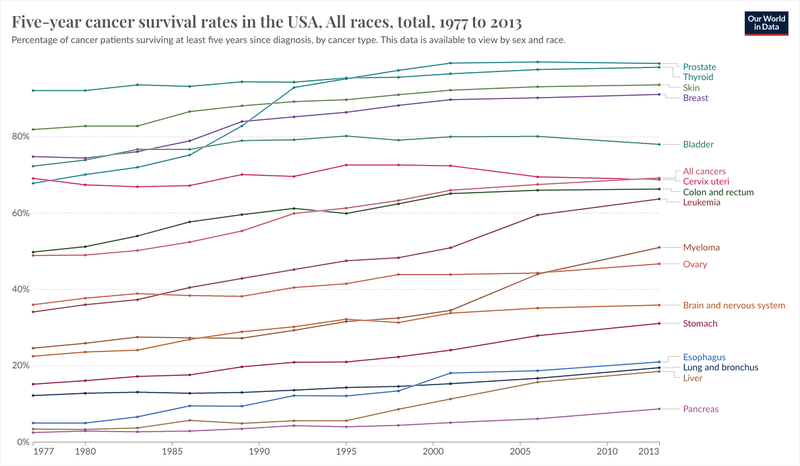 Five-year cancer survival rates in the USA, All races, total, 1977 to 2013
Our World
in Data
Percentage of cancer patients surviving at least five years since diagnosis, by cancer type. This data is available to view by sex and race.
Prostate
Thyroid
Skin
Breast
80%
Bladder
All cancers
Cervix uteri
Colon and rectum
Leukemia
60%
Myeloma
Ovary
40%
Brain and nervous system
Stomach
20%
Esophagus
Lung and bronchus
Liver
Pancreas
0%
1977 1980 1985 1990 1995 2000 2005 2010 2013